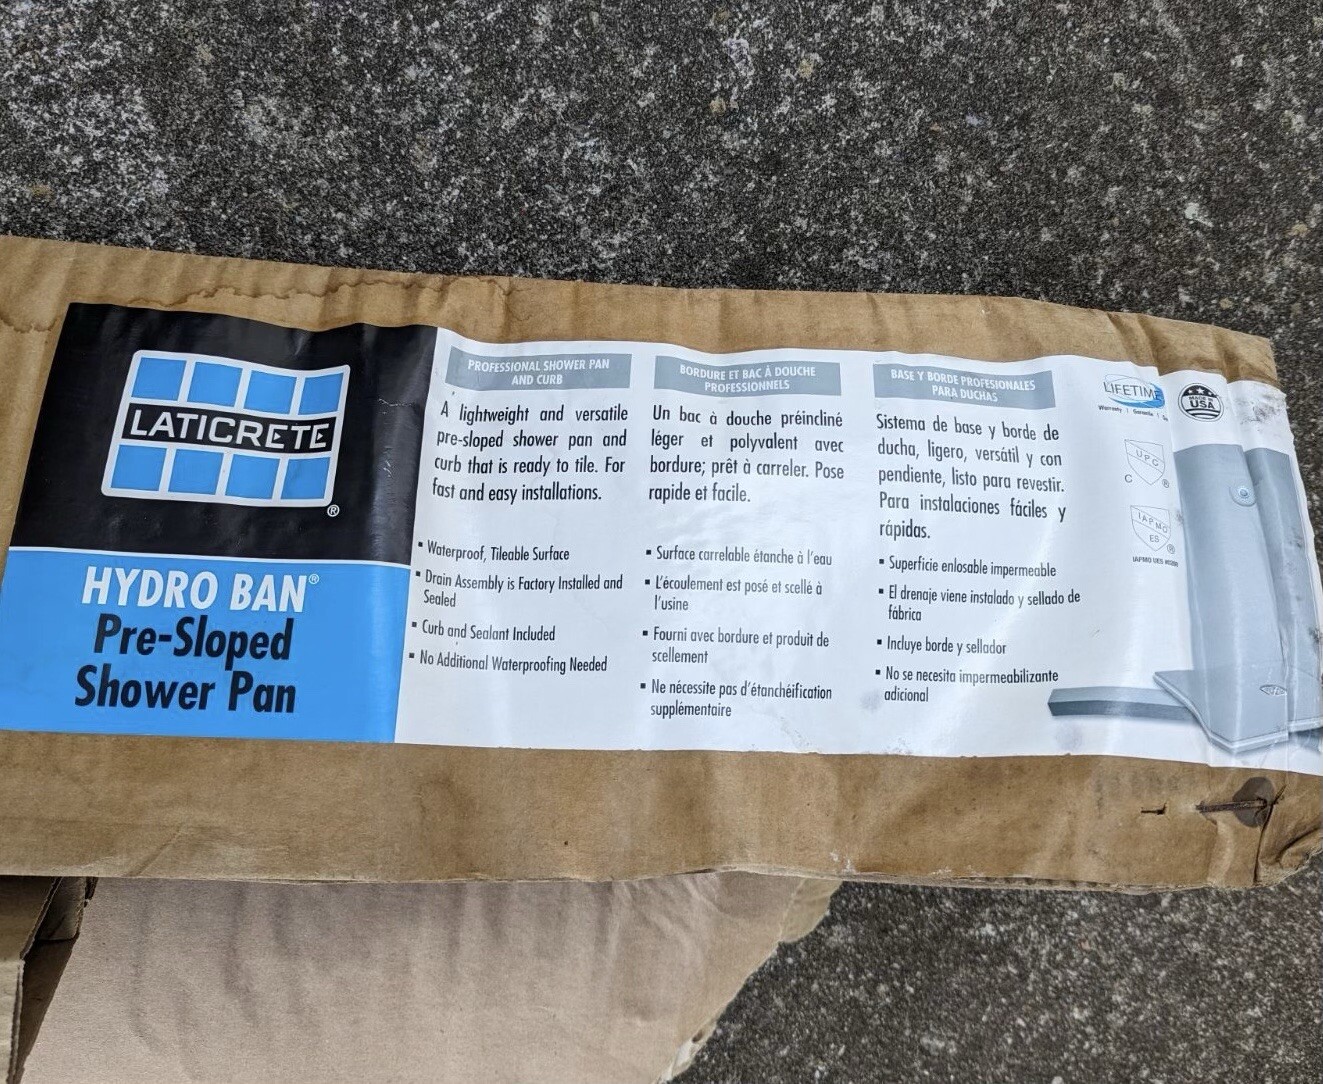 LATICRETE
®
HYDRO BAN®
Pre-Sloped
Shower Pan
PROFESSIONAL SHOWER PAN
AND CURB
A lightweight and versatile
pre-sloped shower pan and
curb that is ready to tile. For
fast and easy installations.
▪ Waterproof, Tileable Surface
▪ Drain Assembly is Factory Installed and
Sealed
▪ Curb and Sealant Included
▪ No Additional Waterproofing Needed
BORDURE ET BAC À DOUCHE
PROFESSIONNELS
Un bac à douche préincliné
léger et polyvalent avec
bordure; prêt à carreler. Pose
rapide et facile.
▪ Surface carrelable étanche à l'eau
▪ L'écoulement est posé et scellé à
l'usine
▪ Fourni avec bordure et produit de
scellement
▪ Ne nécessite pas d'étanchéification
supplémentaire
BASE Y BORDE PROFESIONALES
PARA DUCHAS
Sistema de base y borde de
ducha, ligero, versátil y con
pendiente, listo para revestir.
Para instalaciones fáciles y
rápidas.
▪ Superficie enlosable impermeable
▪ El drenaje viene instalado y sellado de
fábrica
▪ Incluye borde y sellador
▪ No se necesita impermeabilizante
adicional
LIFETIME
Warranty | Garantie |
MADE IN
USA
UPC
C ®
IAPMO
ES ®
IAPMO UES